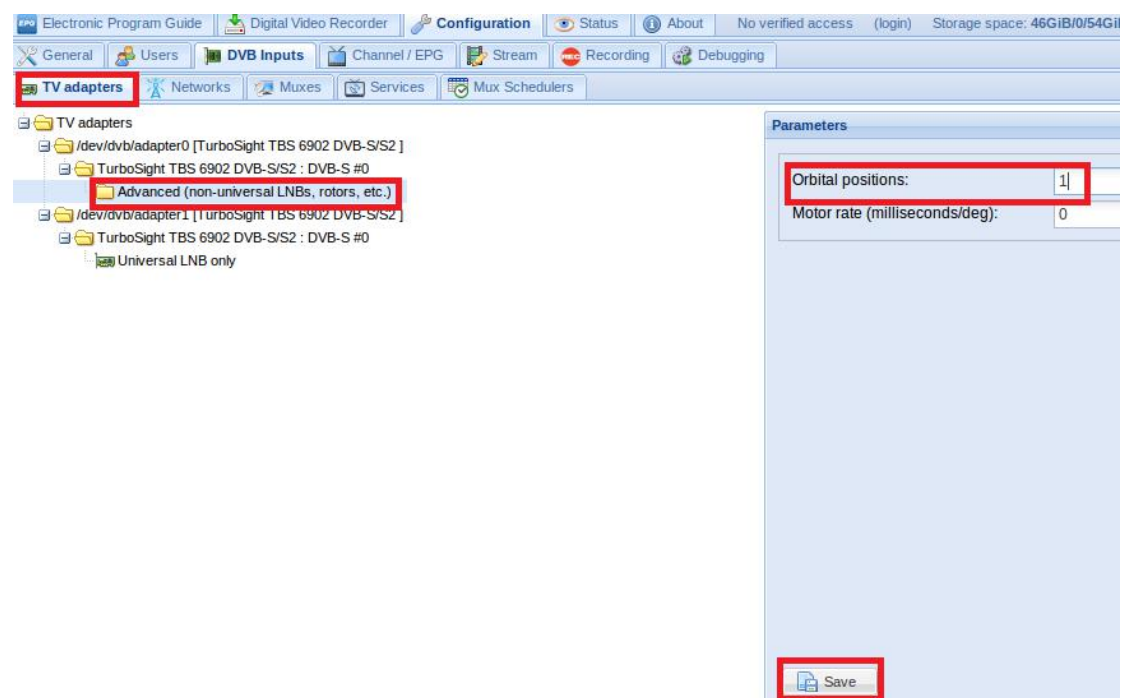 EPG Electronic Program Guide Digital Video Recorder Configuration Status About No verified access (login) Storage space: 46GiB/0/54GiB
General Users DVB Inputs Channel / EPG Stream Recording Debugging
TV adapters Networks Muxes Services Mux Schedulers
TV adapters
Parameters
/dev/dvb/adapter0 [TurboSight TBS 6902 DVB-S/S2 ]
TurboSight TBS 6902 DVB-S/S2 : DVB-S #0
Advanced (non-universal LNBs, rotors, etc.)
Orbital positions: 1
/dev/dvb/adapter1 [TurboSight TBS 6902 DVB-S/S2 ]
Motor rate (milliseconds/deg): 0
TurboSight TBS 6902 DVB-S/S2 : DVB-S #0
Universal LNB only
Save